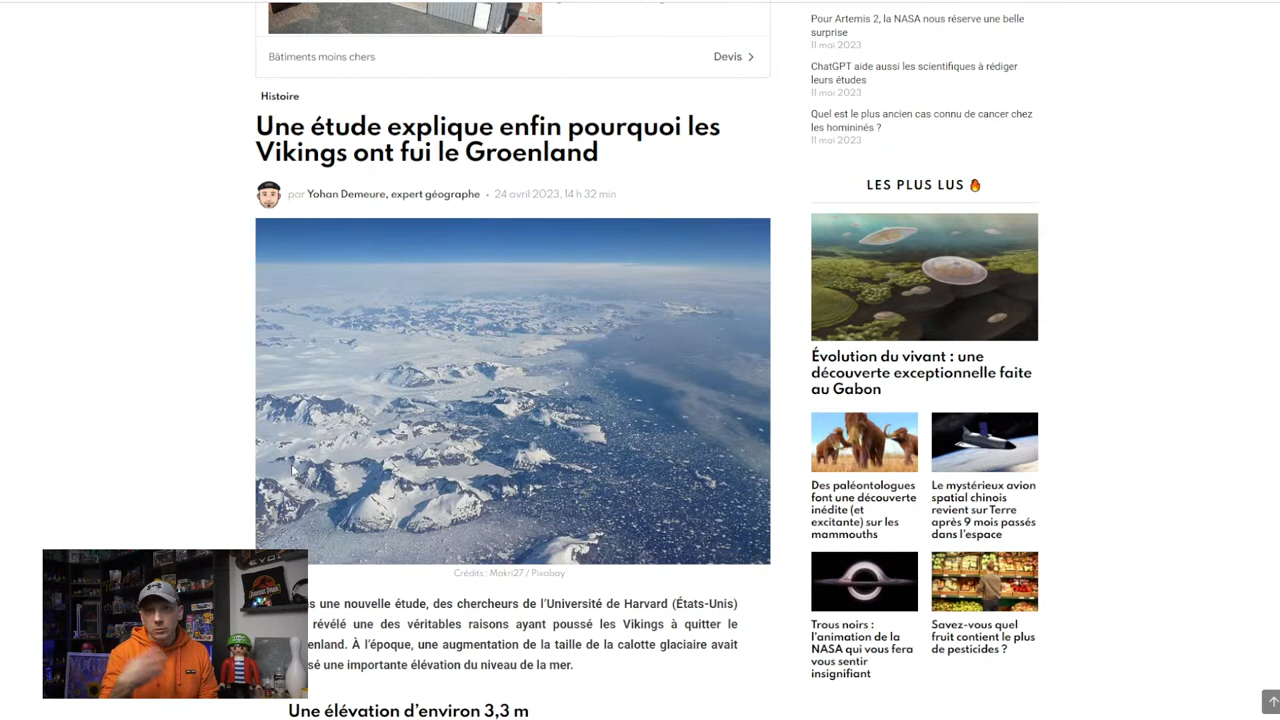 Bâtiments moins chers
Devis
Histoire
Une étude explique enfin pourquoi les
Vikings ont fui le Groenland
par Yohan Demeure, expert géographe • 24 avril 2023, 14 h 32 min
Crédits : Makri27 / Pixabay
une nouvelle étude, des chercheurs de l'Université de Harvard (États-Unis)
révélé une des véritables raisons ayant poussé les Vikings à quitter le
enland. À l'époque, une augmentation de la taille de la calotte glaciaire avait
sé une importante élévation du niveau de la mer.
Une élévation d'environ 3,3 m
Pour Artemis 2, la NASA nous réserve une belle
surprise
11 mai 2023
ChatGPT aide aussi les scientifiques à rédiger
leurs études
11 mai 2023
Quel est le plus ancien cas connu de cancer chez
les homininés ?
11 mai 2023
LES PLUS LUS
Évolution du vivant : une
découverte exceptionnelle faite
au Gabon
Des paléontologues
font une découverte
inédite (et
excitante) sur les
mammouths
Le mystérieux avion
spatial chinois
revient sur Terre
après 9 mois passés
dans l'espace
Trous noirs :
l'animation de la
NASA qui vous fera
vous sentir
insignifiant
Savez-vous quel
fruit contient le plus
de pesticides ?